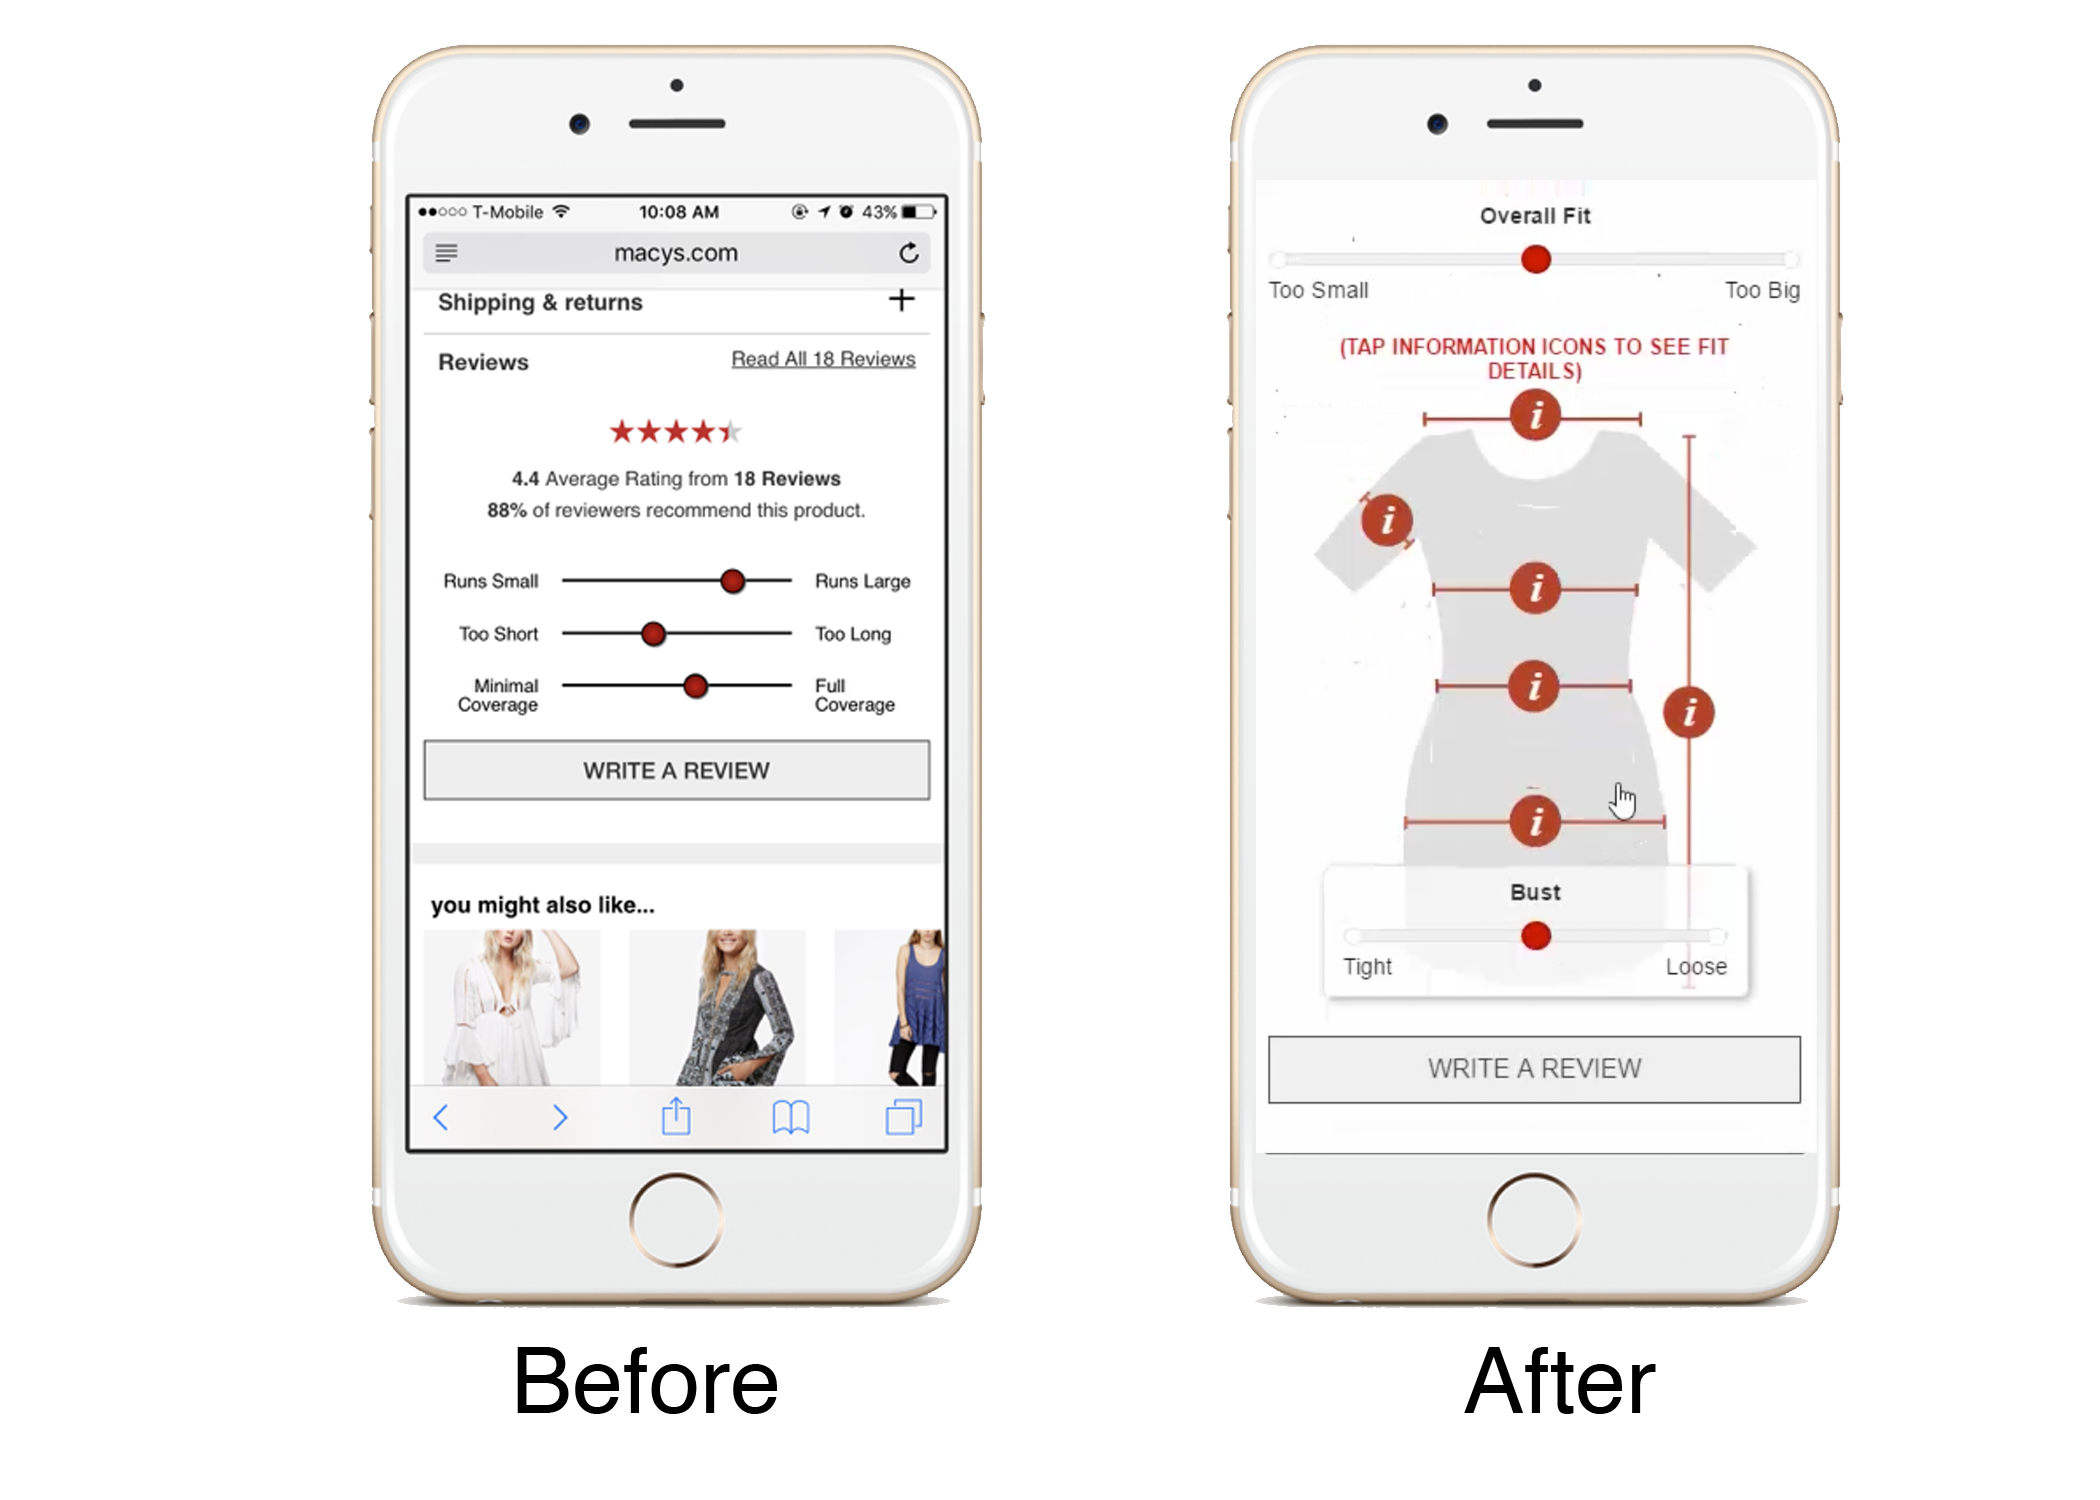 T-Mobile 10:08 AM 43%
macys.com
Shipping & returns
Reviews Read All 18 Reviews
4.4 Average Rating from 18 Reviews
88% of reviewers recommend this product.
Runs Small Runs Large
Too Short Too Long
Minimal Coverage Full Coverage
WRITE A REVIEW
you might also like...
Before
Overall Fit
Too Small Too Big
(TAP INFORMATION ICONS TO SEE FIT
DETAILS)
i
i
i
i
i
i
Bust
Tight Loose
WRITE A REVIEW
After